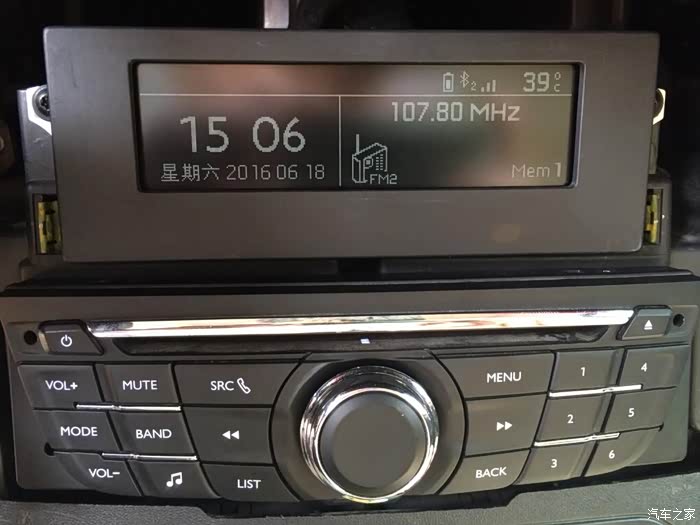 2 39°C
107.80 MHz
15 06
星期六 2016 06 18
FM2
Mem 1
VOL+ MUTE SRC MENU 1 4
MODE BAND 2 5
VOL− LIST BACK 3 6
汽车之家